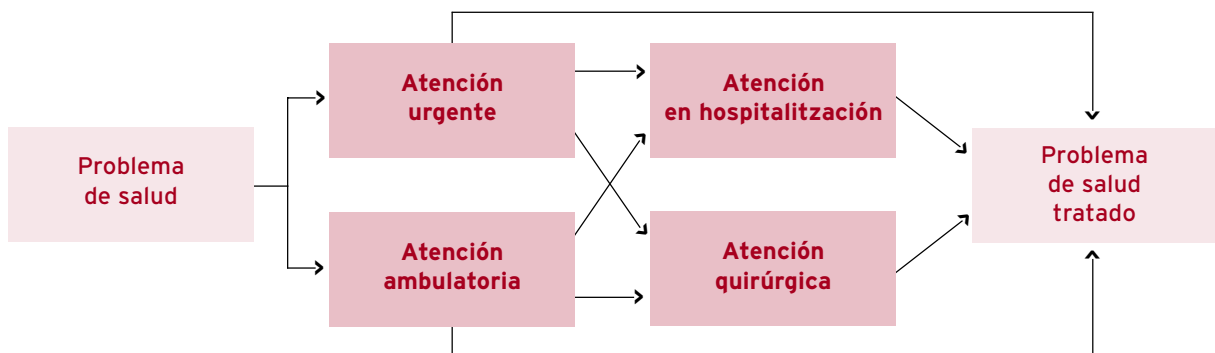 Problema
de salud
Atención
urgente
Atención
ambulatoria
Atención
en hospitalitzación
Atención
quirúrgica
Problema
de salud
tratado